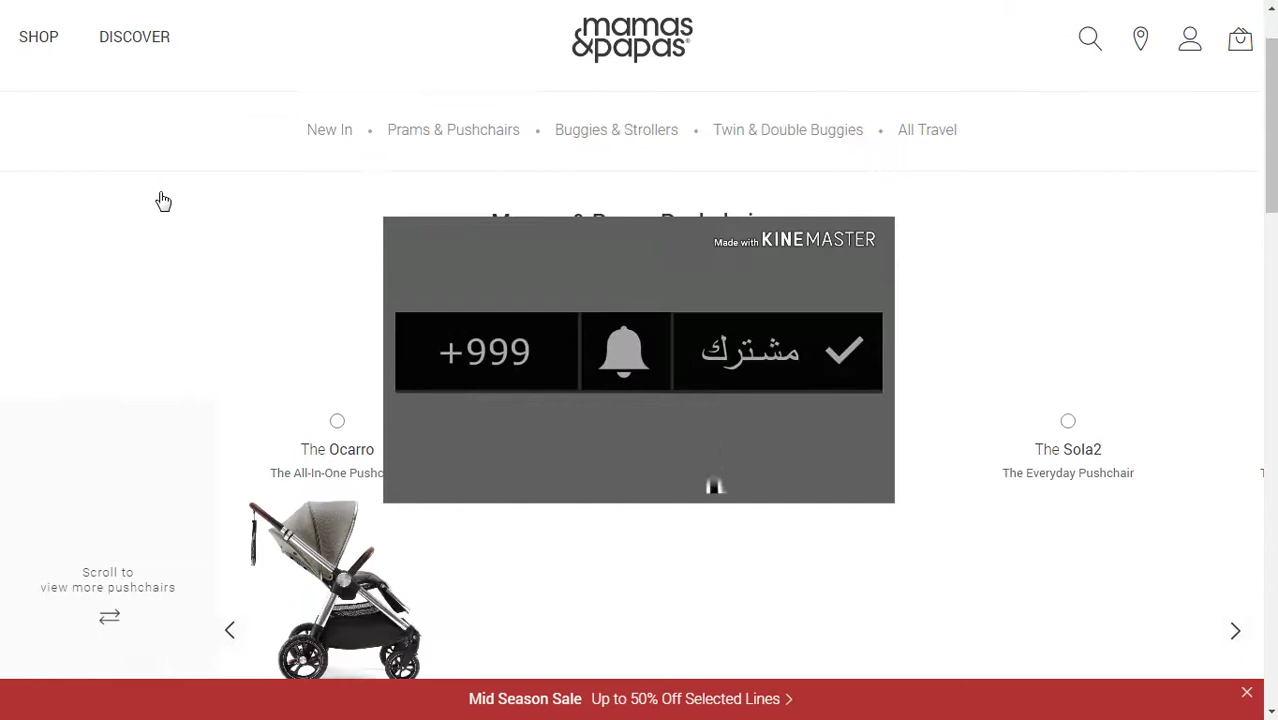 SHOP
DISCOVER
mamas
&papas
New In • Prams & Pushchairs • Buggies & Strollers • Twin & Double Buggies • All Travel
Made with KINEMASTER
+999
مشترك
The Ocarro
The All-In-One Pushc
The Sola2
The Everyday Pushchair
Scroll to
view more pushchairs
Mid Season Sale Up to 50% Off Selected Lines